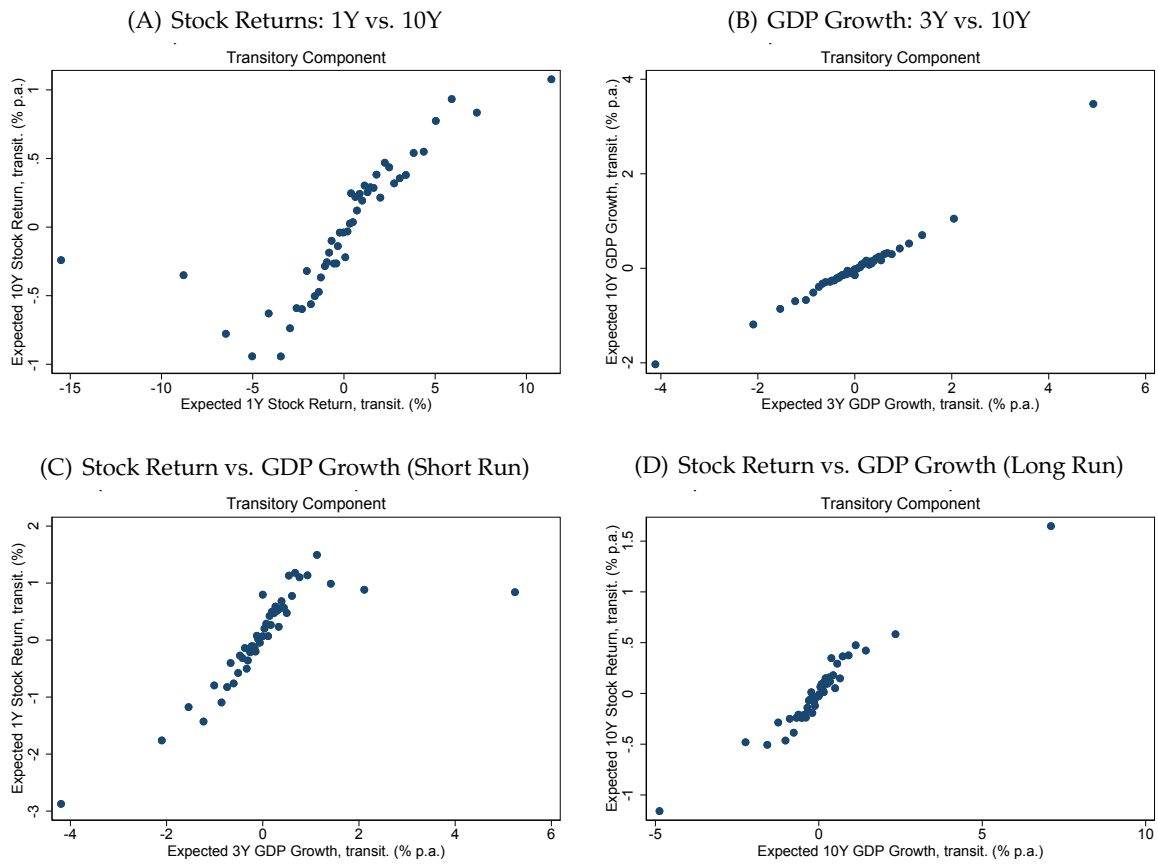 (A) Stock Returns: 1Y vs. 10Y
Transitory Component
Expected 10Y Stock Return, transit. (% p.a.)
1
.5
0
-.5
-1
-15
-10
-5
0
5
10
Expected 1Y Stock Return, transit. (%)
(B) GDP Growth: 3Y vs. 10Y
Transitory Component
Expected 10Y GDP Growth, transit. (% p.a.)
4
2
0
-2
-4
-2
0
2
4
6
Expected 3Y GDP Growth, transit. (% p.a.)
(C) Stock Return vs. GDP Growth (Short Run)
Transitory Component
Expected 1Y Stock Return, transit. (%)
2
1
0
-1
-2
-3
-4
-2
0
2
4
6
Expected 3Y GDP Growth, transit. (% p.a.)
(D) Stock Return vs. GDP Growth (Long Run)
Transitory Component
Expected 10Y Stock Return, transit. (% p.a.)
1.5
1
.5
0
-.5
-1
-5
0
5
10
Expected 10Y GDP Growth, transit. (% p.a.)